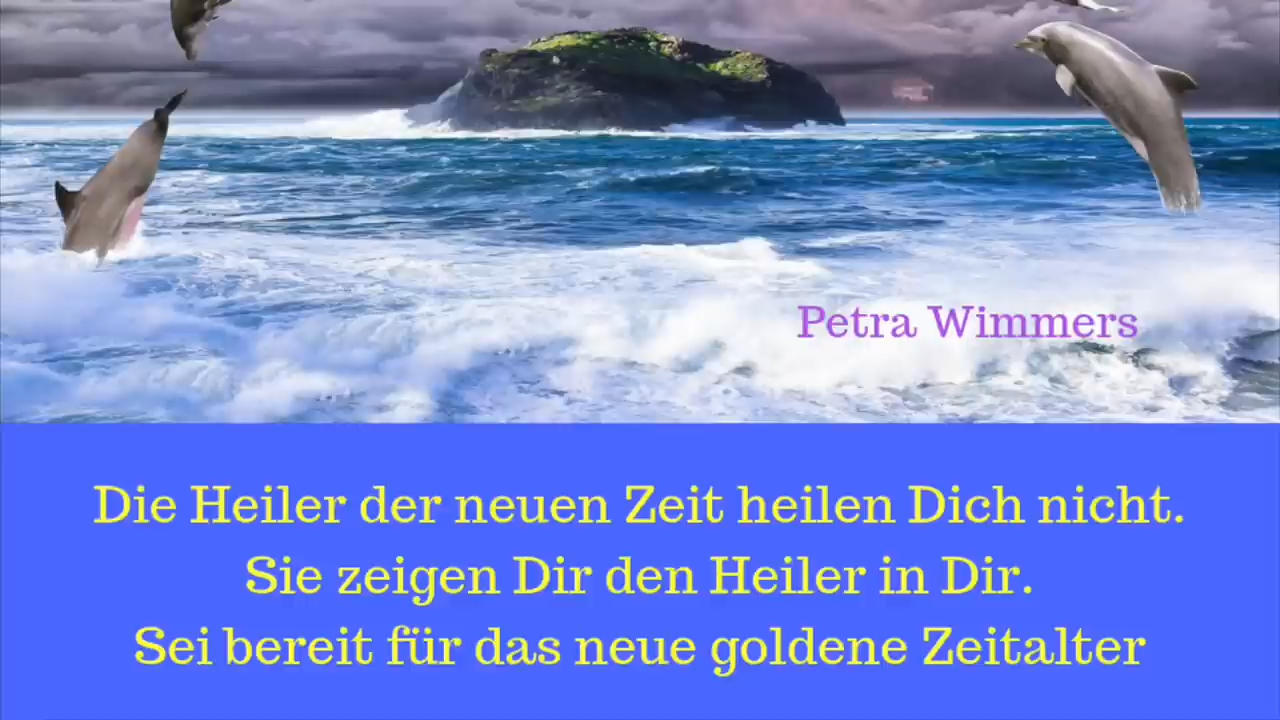 Petra Wimmers
Die Heiler der neuen Zeit heilen Dich nicht.
Sie zeigen Dir den Heiler in Dir.
Sei bereit für das neue goldene Zeitalter